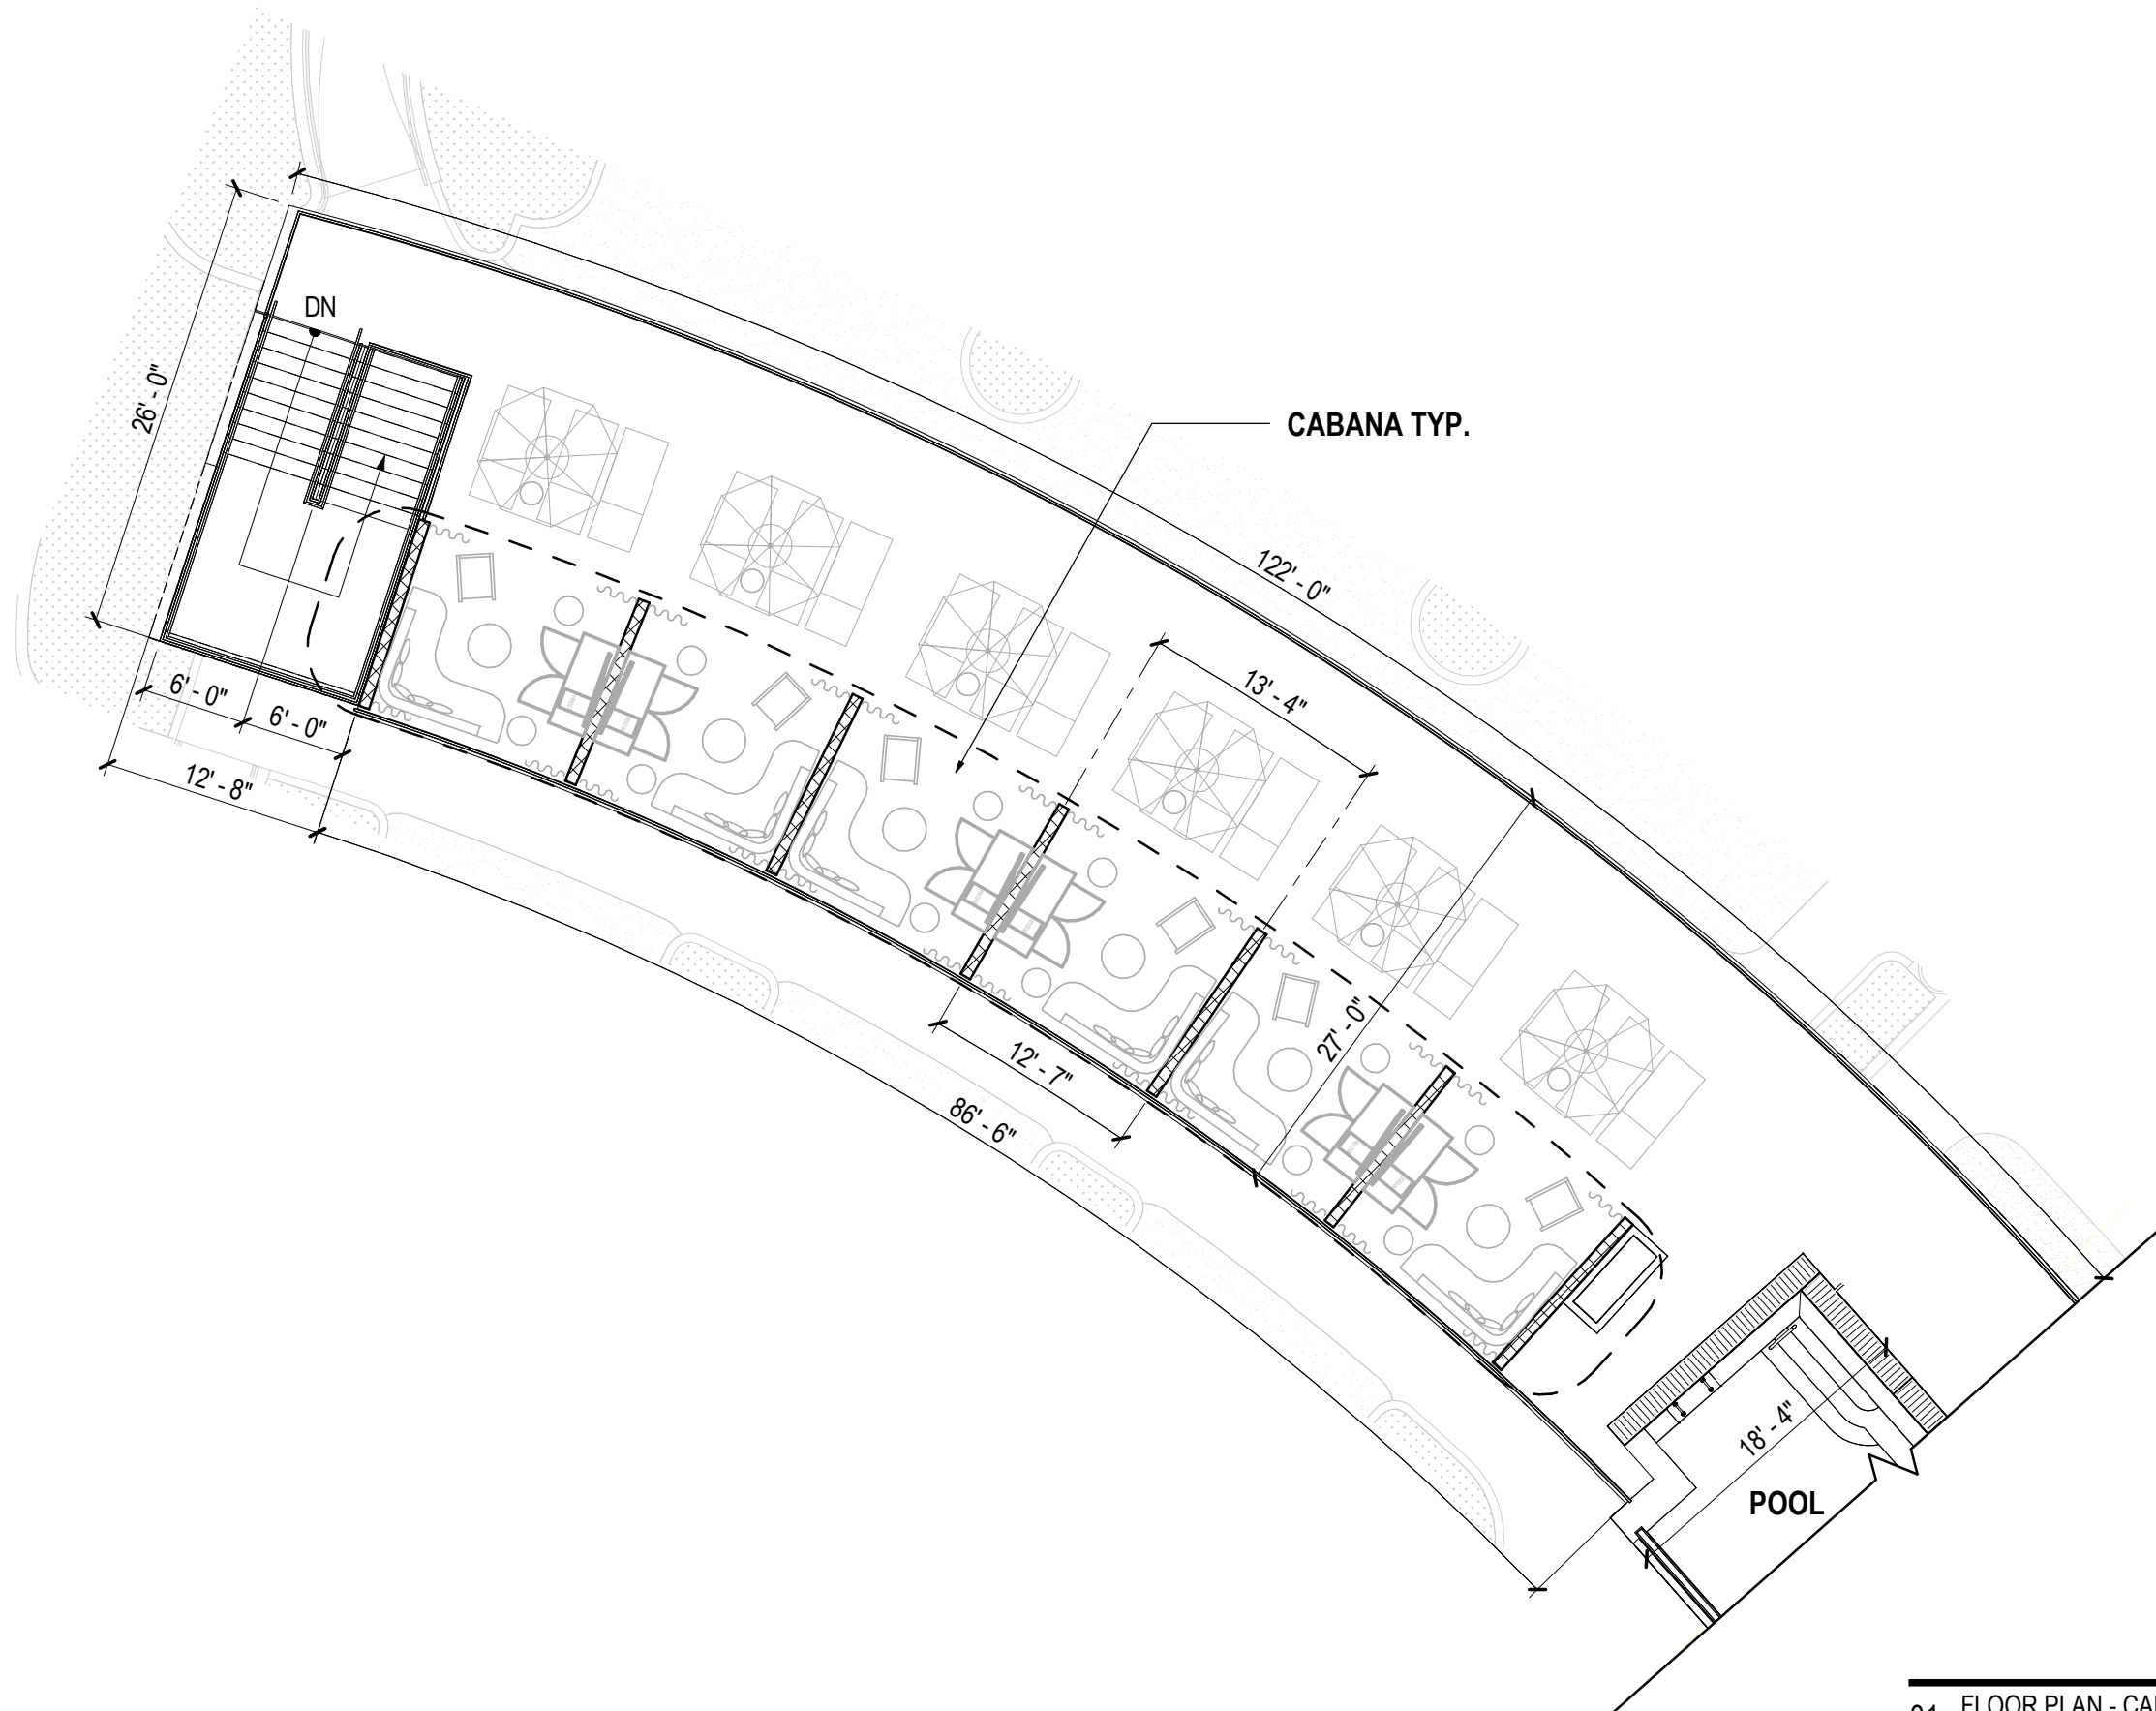 DN
26' - 0"
CABANA TYP.
122' - 0"
13' - 4"
6' - 0"
6' - 0"
12' - 8"
27' - 0"
12' - 7"
86' - 6"
18' - 4"
POOL
FLOOR PLAN -